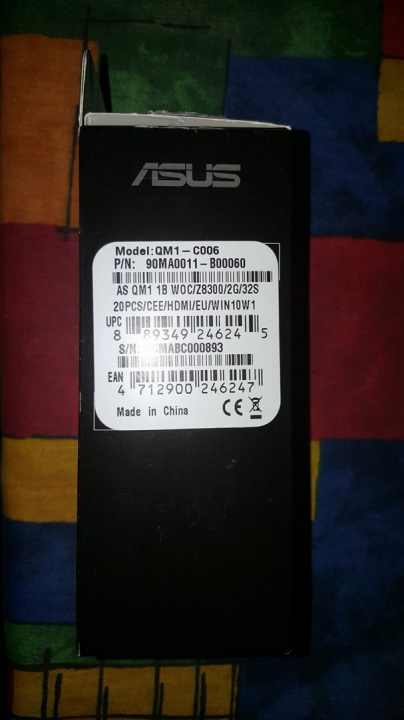 ASUS
Model:QM1-C006
P/N: 90MA0011-B00060
AS QM1 1B WOC/Z8300/2G/32S
20PCS/CEE/HDMI/EU/WIN10W1
UPC
8 89349 24624 5
S/N:
EAN
4 712900 246247
Made in China CE